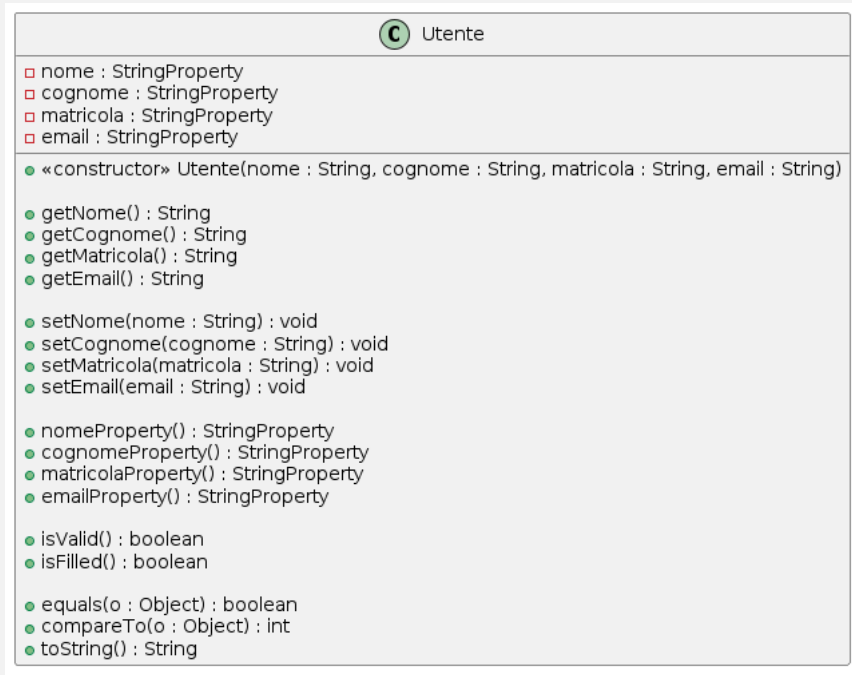 C Utente
nome : StringProperty
cognome : StringProperty
matricola : StringProperty
email : StringProperty
«constructor» Utente(nome : String, cognome : String, matricola : String, email : String)
getNome() : String
getCognome() : String
getMatricola() : String
getEmail() : String
setNome(nome : String) : void
setCognome(cognome : String) : void
setMatricola(matricola : String) : void
setEmail(email : String) : void
nomeProperty() : StringProperty
cognomeProperty() : StringProperty
matricolaProperty() : StringProperty
emailProperty() : StringProperty
isValid() : boolean
isFilled() : boolean
equals(o : Object) : boolean
compareTo(o : Object) : int
toString() : String